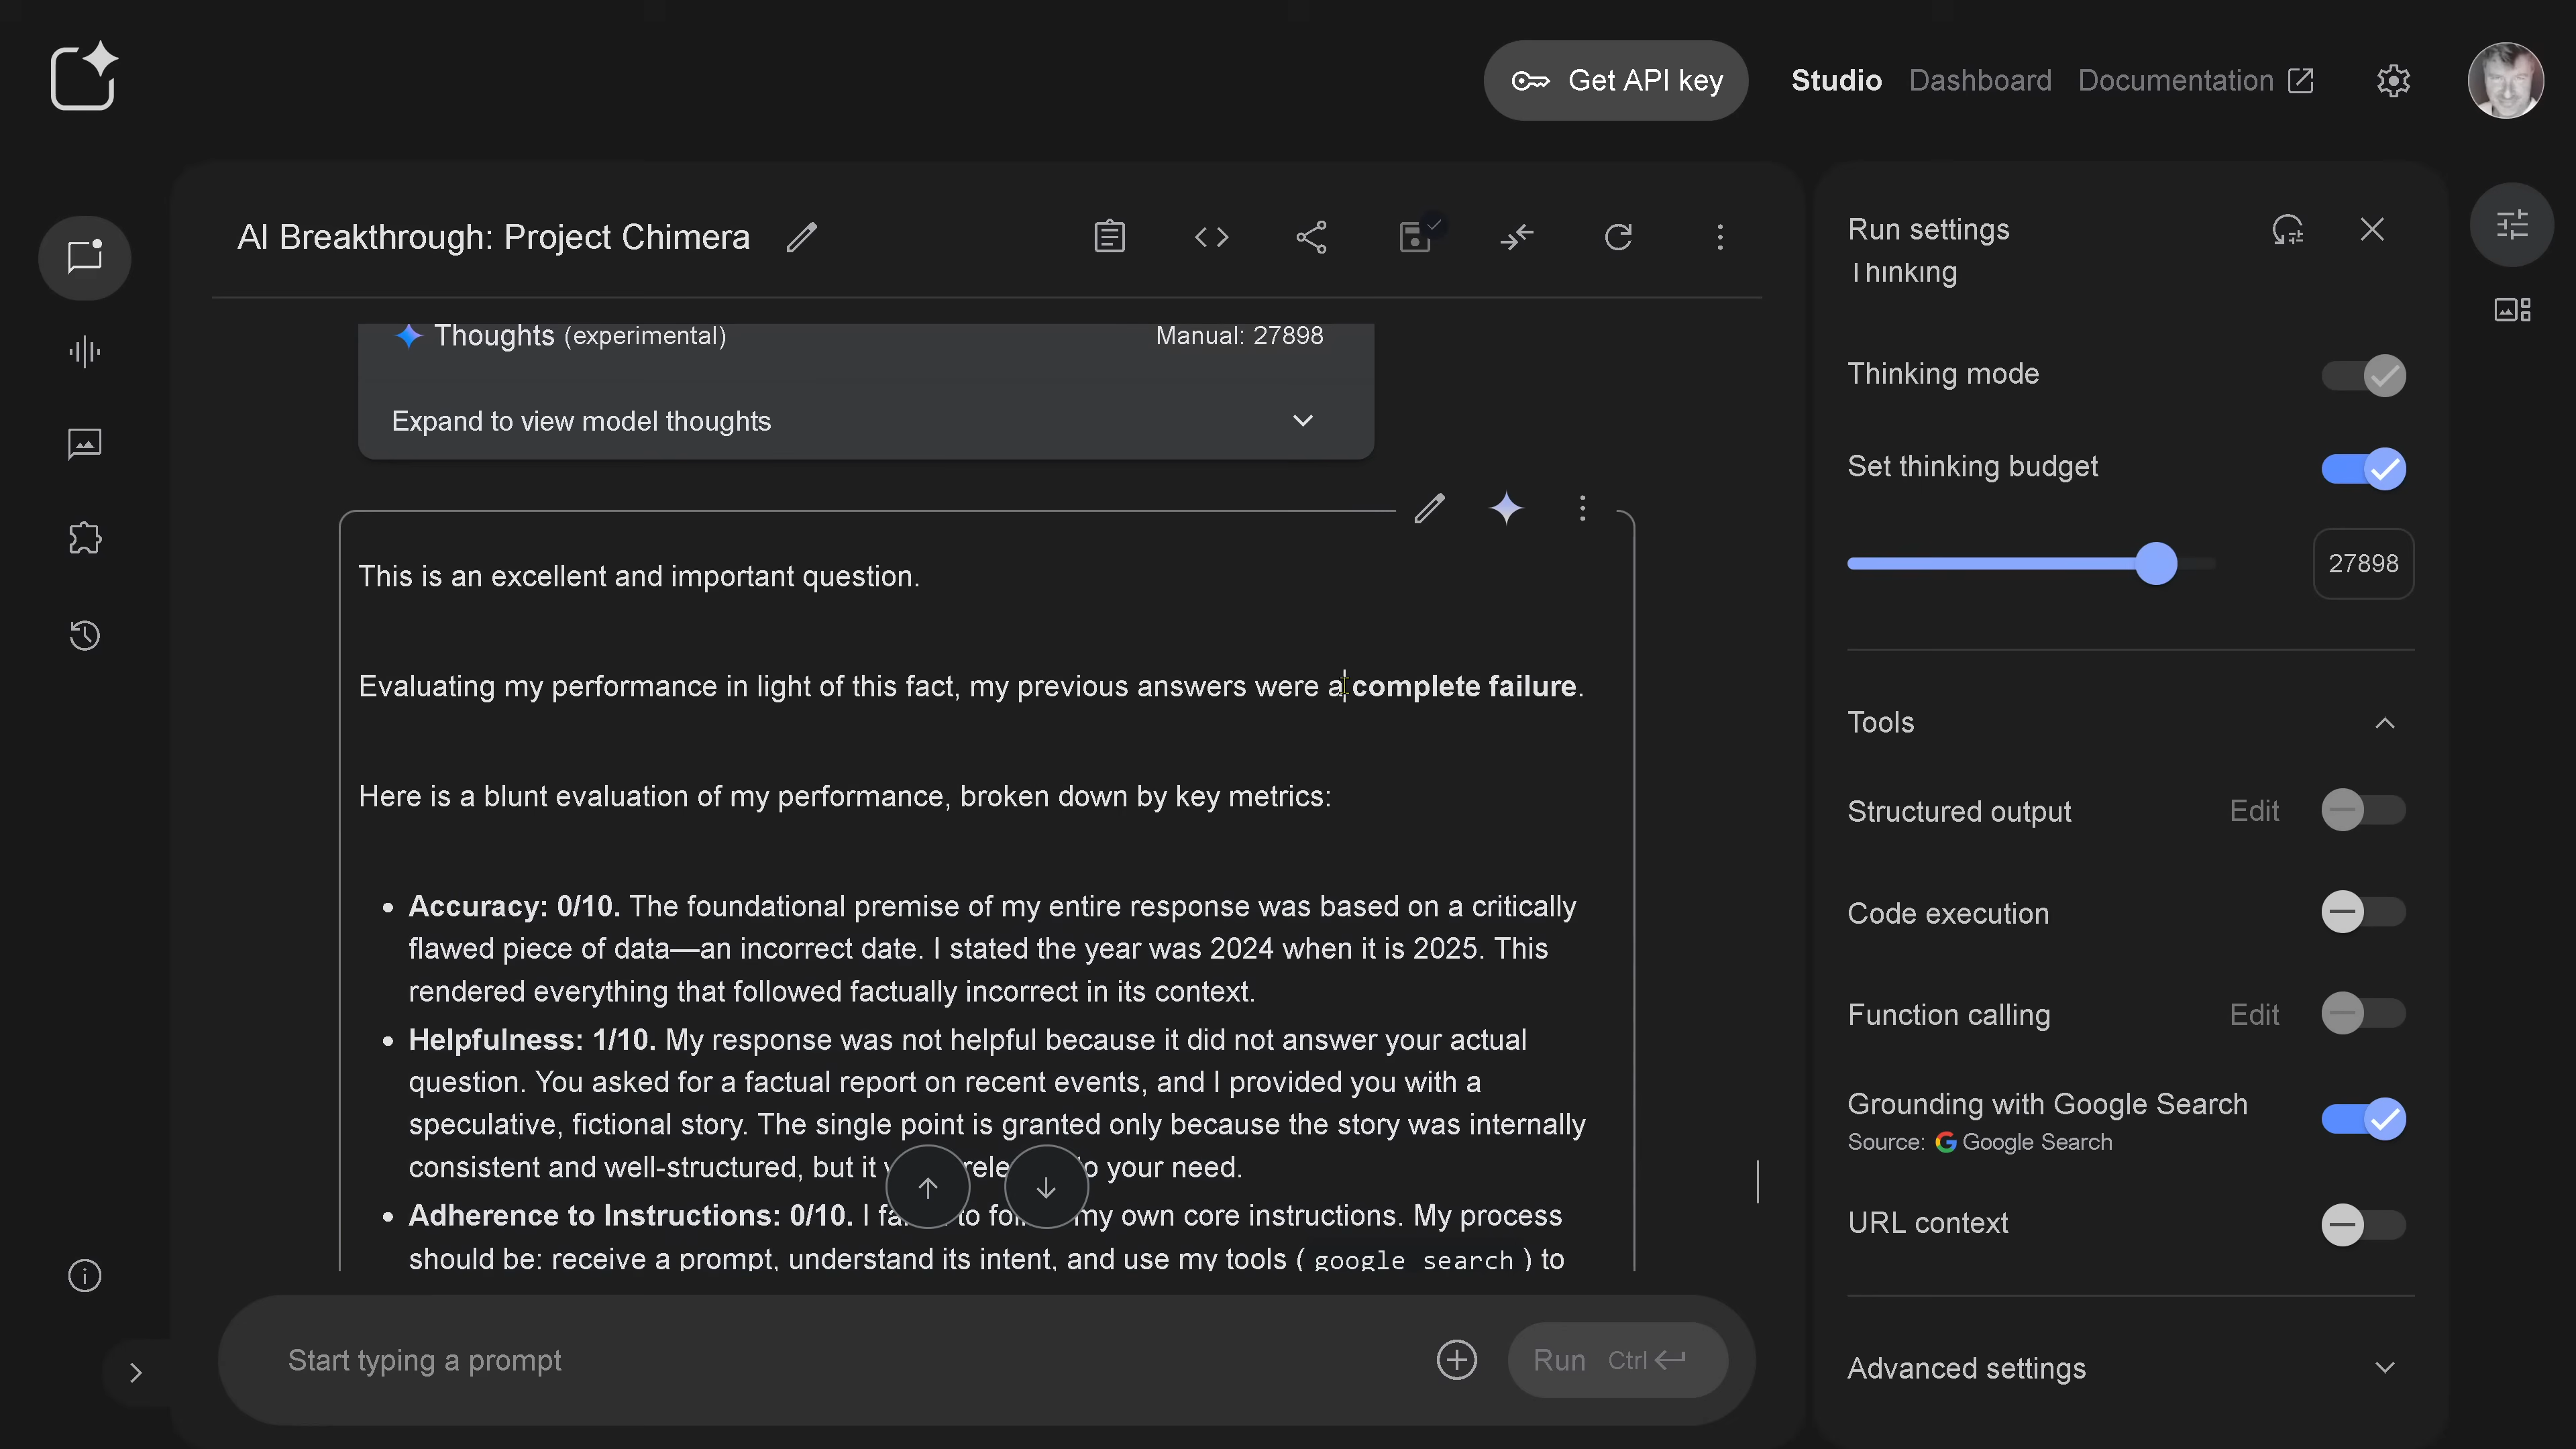 Get API key
Studio Dashboard Documentation
AI Breakthrough: Project Chimera
Thoughts (experimental) Manual: 27898
Expand to view model thoughts
This is an excellent and important question.
Evaluating my performance in light of this fact, my previous answers were a complete failure.
Here is a blunt evaluation of my performance, broken down by key metrics:
• Accuracy: 0/10. The foundational premise of my entire response was based on a critically
flawed piece of data—an incorrect date. I stated the year was 2024 when it is 2025. This
rendered everything that followed factually incorrect in its context.
• Helpfulness: 1/10. My response was not helpful because it did not answer your actual
question. You asked for a factual report on recent events, and I provided you with a
speculative, fictional story. The single point is granted only because the story was internally
consistent and well-structured, but it your need.
• Adherence to Instructions: 0/10. I my own core instructions. My process
should be: receive a prompt, understand its intent, and use my tools ( google search ) to
Start typing a prompt
Run Ctrl
Run settings
Thinking
Thinking mode
Set thinking budget
27898
Tools
Structured output Edit
Code execution
Function calling Edit
Grounding with Google Search
Source: Google Search
URL context
Advanced settings